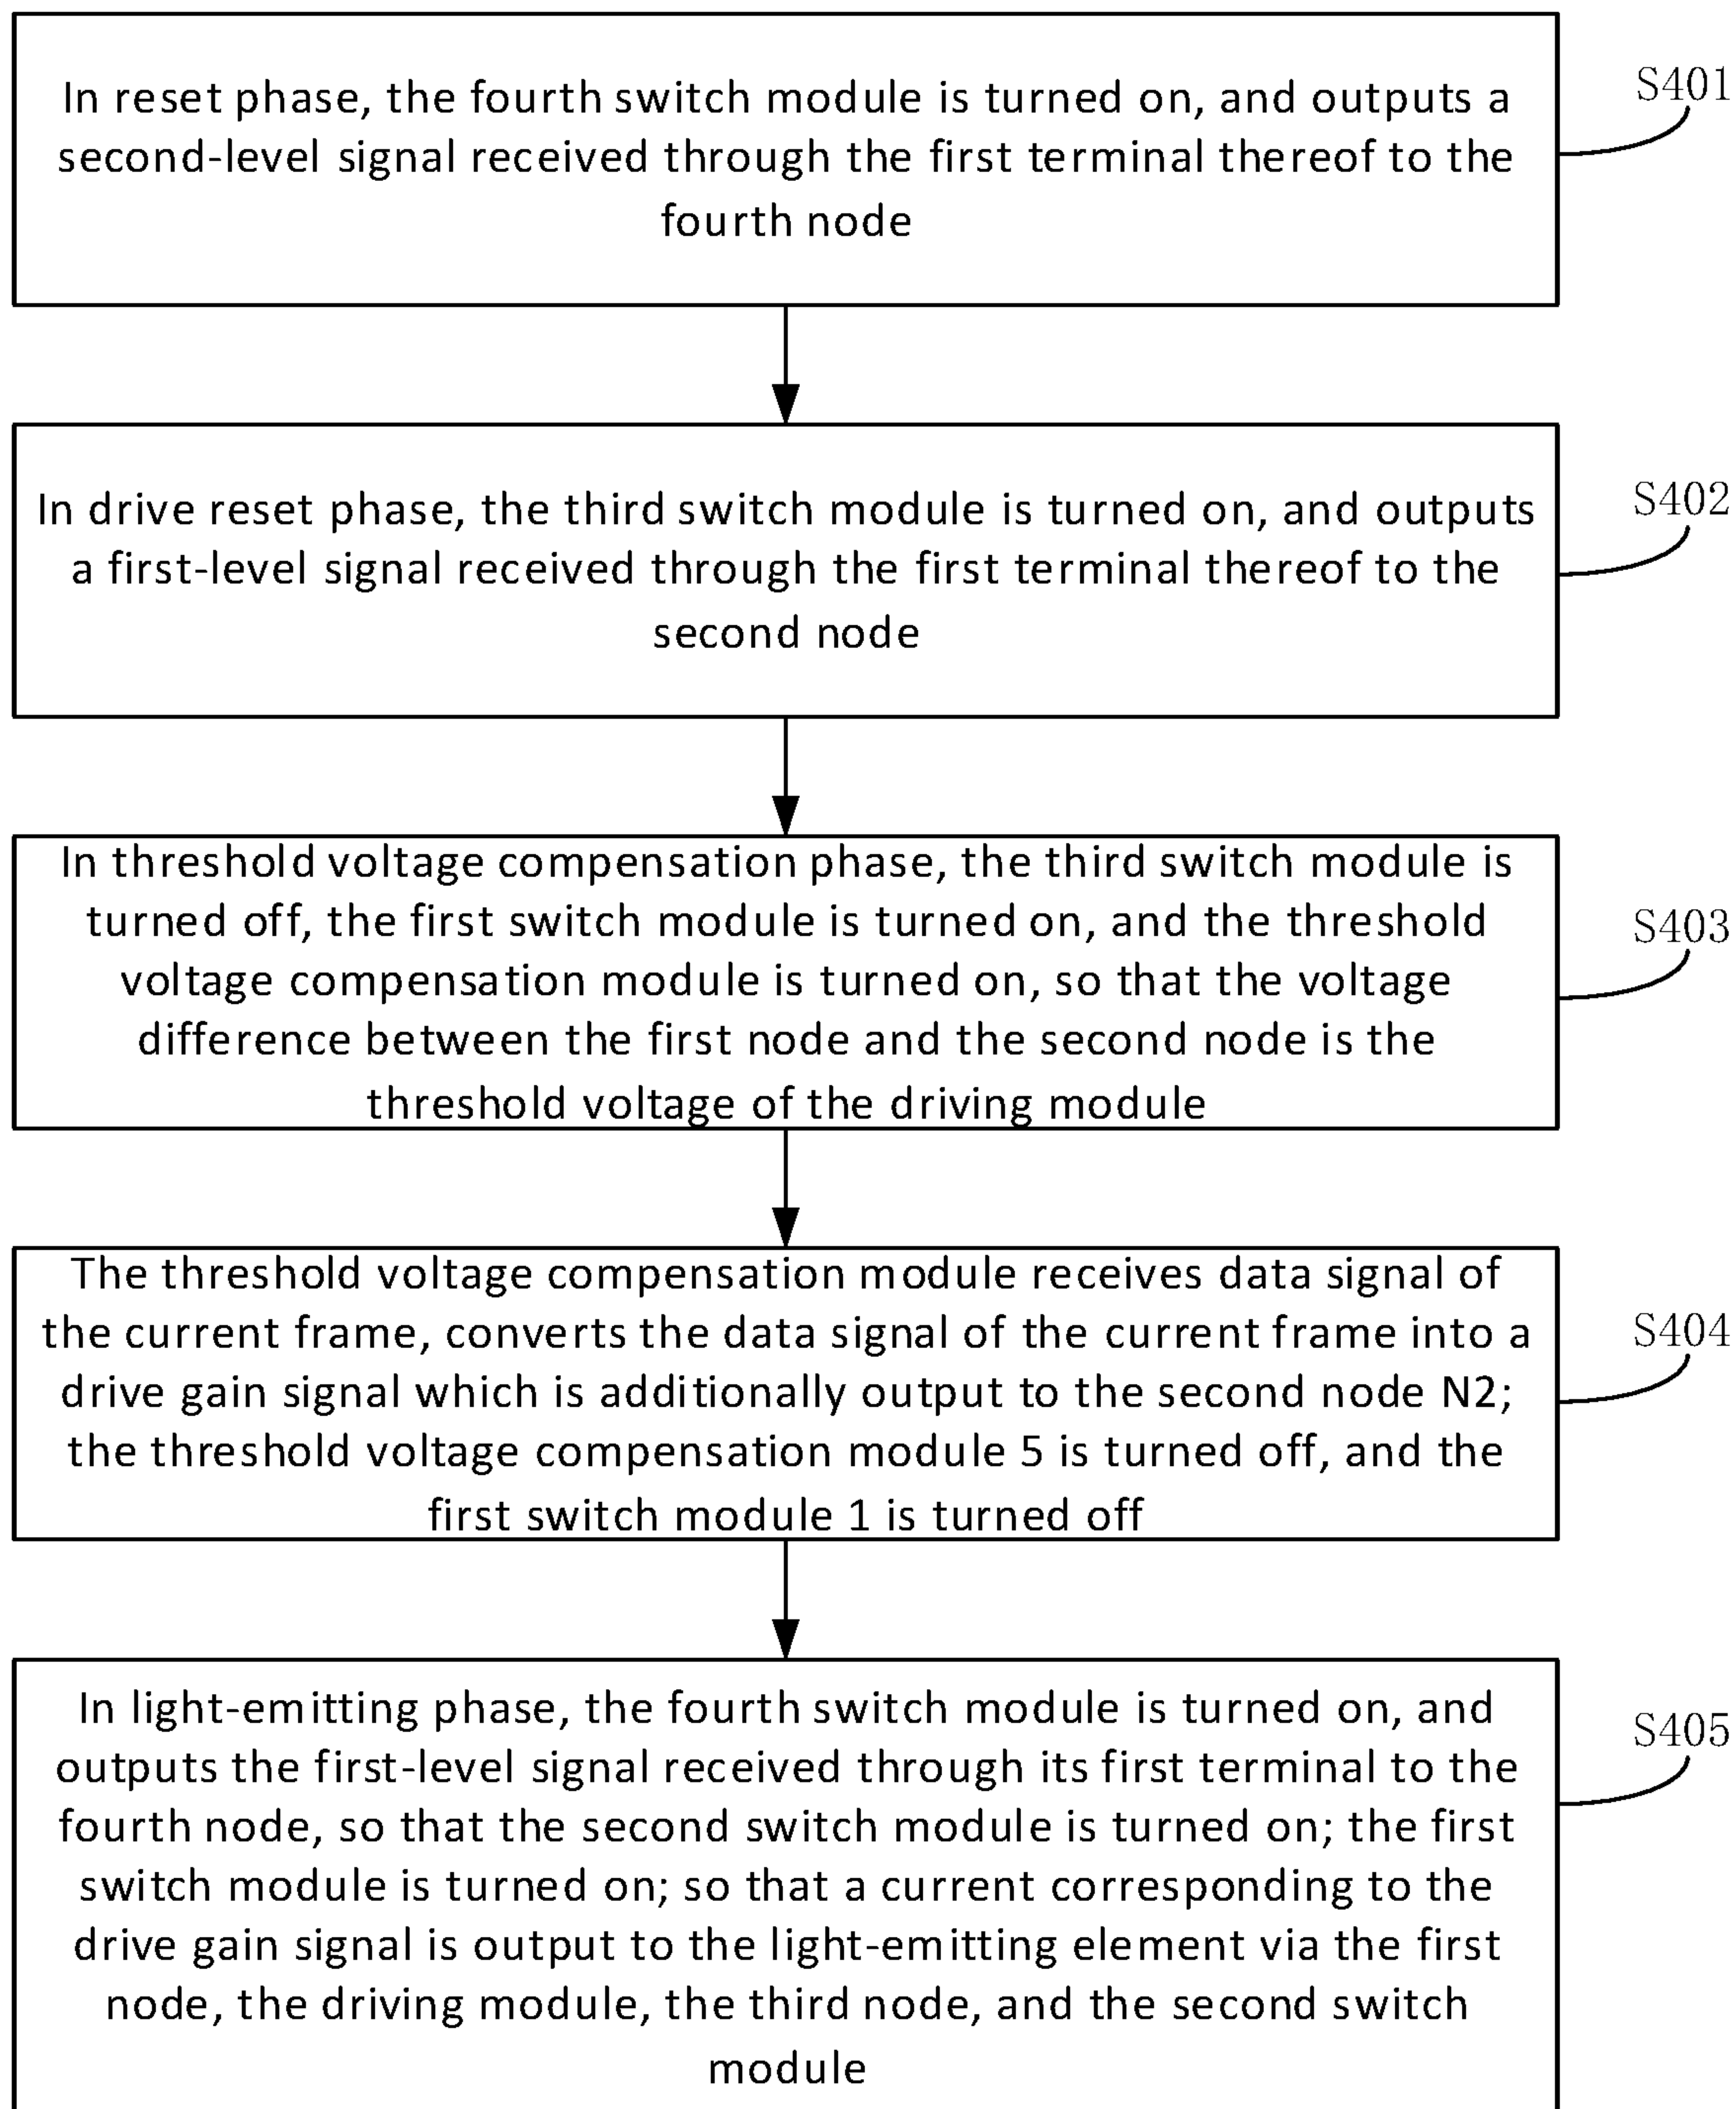 In reset phase, the fourth switch module is turned on, and outputs a
second-level signal received through the first terminal thereof to the
fourth node
S401
In drive reset phase, the third switch module is turned on, and outputs
a first-level signal received through the first terminal thereof to the
second node
S402
In threshold voltage compensation phase, the third switch module is
turned off, the first switch module is turned on, and the threshold
voltage compensation module is turned on, so that the voltage
difference between the first node and the second node is the
threshold voltage of the driving module
S403
The threshold voltage compensation module receives data signal of
the current frame, converts the data signal of the current frame into a
drive gain signal which is additionally output to the second node N2;
the threshold voltage compensation module 5 is turned off, and the
first switch module 1 is turned off
S404
In light-emitting phase, the fourth switch module is turned on, and
outputs the first-level signal received through its first terminal to the
fourth node, so that the second switch module is turned on; the first
switch module is turned on; so that a current corresponding to the
drive gain signal is output to the light-emitting element via the first
node, the driving module, the third node, and the second switch
module
S405